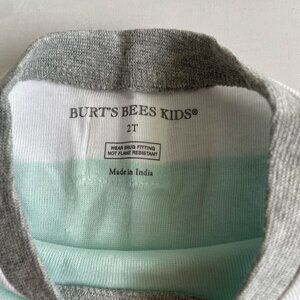 BURT'S BEES KIDS®
2T
WEAR SNUG FITTING
NOT FLAME RESISTANT
Made in India